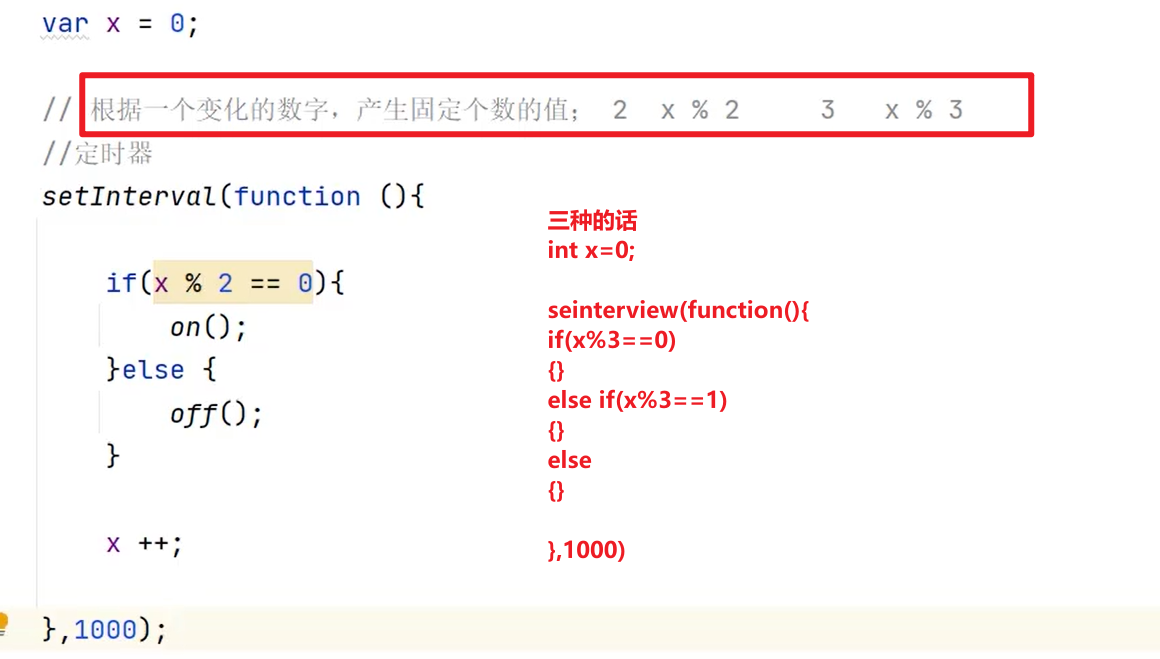 var x = 0;
// 根据一个变化的数字，产生固定个数的值； 2 x % 2 3 x % 3
//定时器
setInterval(function (){
if(x % 2 == 0){
on();
}else {
off();
}
x ++;
},1000);
三种的话
int x=0;
seinterview(function(){
if(x%3==0)
{}
else if(x%3==1)
{}
else
{}
},1000)